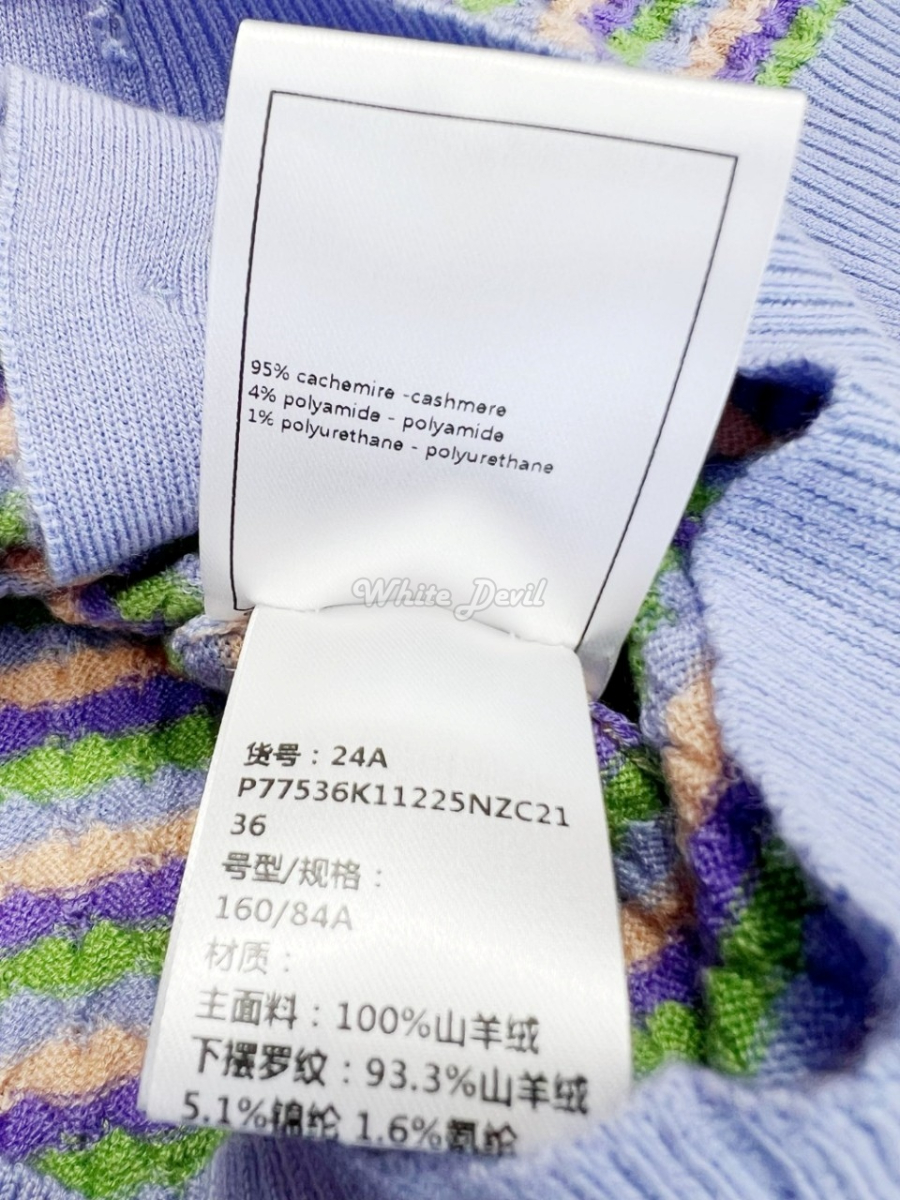 95% cachemire -cashmere
4% polyamide - polyamide
1% polyurethane - polyurethane
White Devil
货号：24A
P77536K11225NZC21
36
号型/规格：
160/84A
材质：
主面料：100%山羊绒
下摆罗纹：93.3%山羊绒
5.1%锦纶 1.6%氨纶